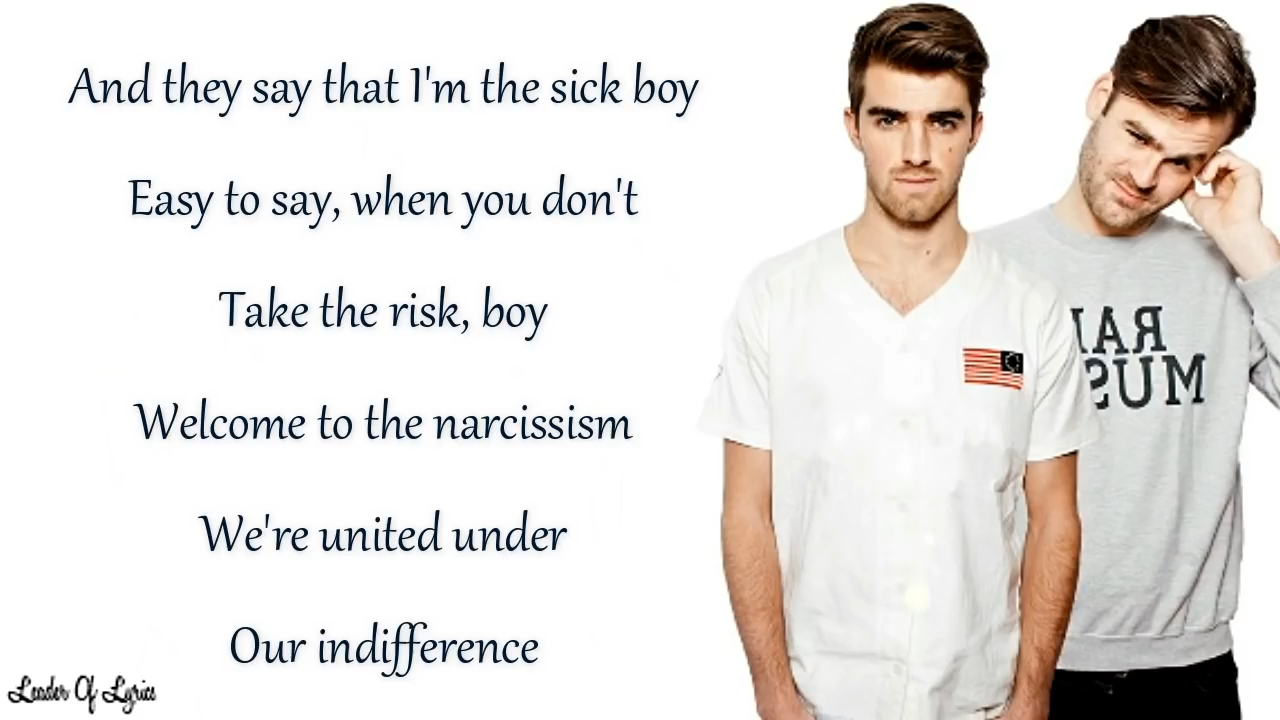 And they say that I'm the sick boy
Easy to say, when you don't
Take the risk, boy
Welcome to the narcissism
We're united under
Our indifference
Leader Of Lyrics